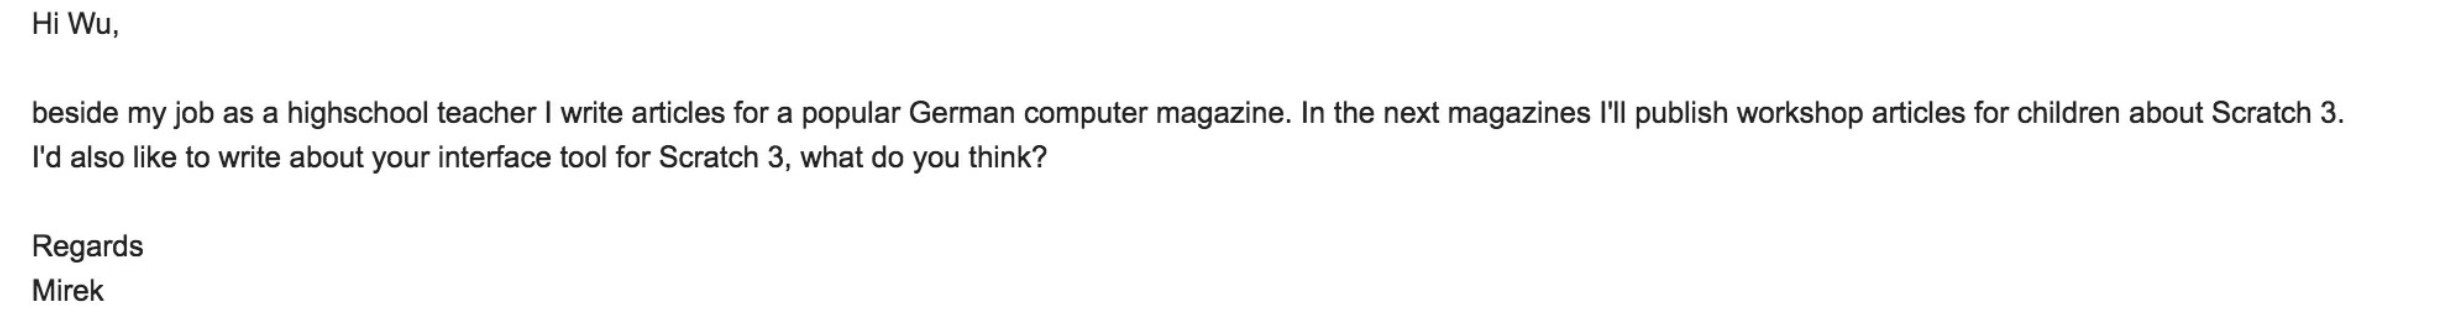 Hi Wu,
beside my job as a highschool teacher I write articles for a popular German computer magazine. In the next magazines I'll publish workshop articles for children about Scratch 3.
I'd also like to write about your interface tool for Scratch 3, what do you think?
Regards
Mirek